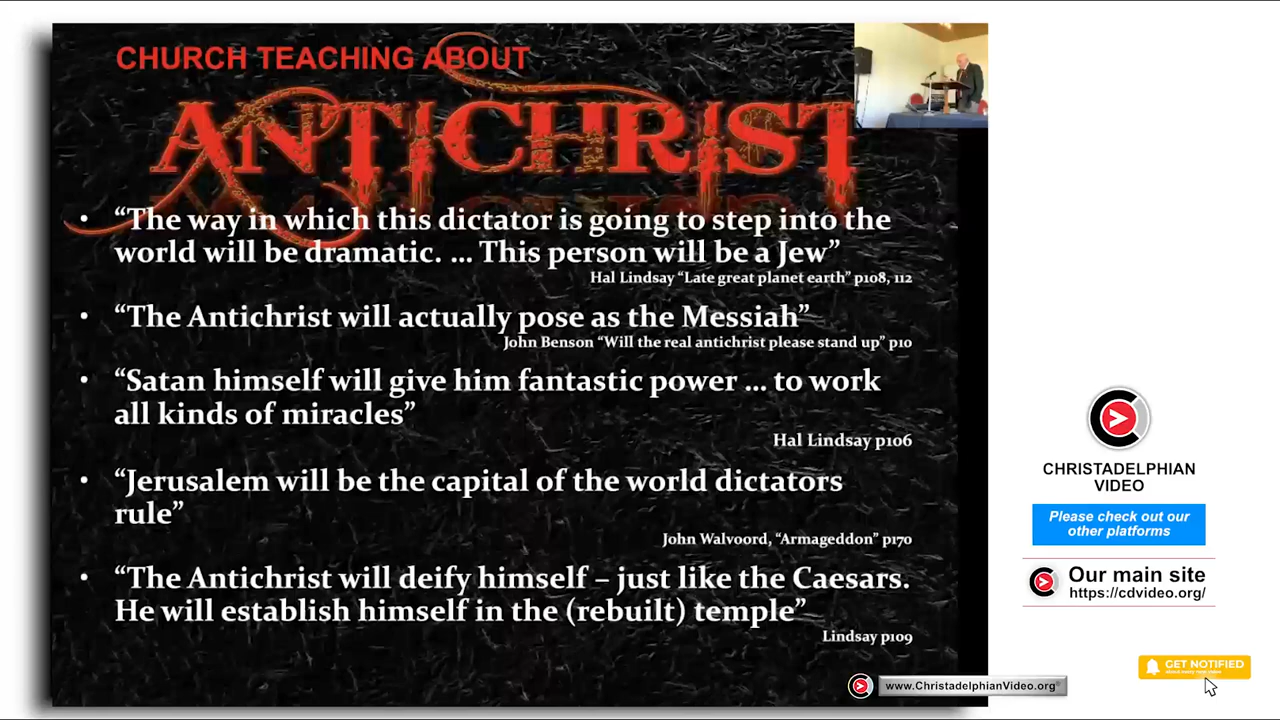 CHURCH TEACHING ABOUT
ANTICHRIST
• “The way in which this dictator is going to step into the
world will be dramatic. ... This person will be a Jew”
Hal Lindsay “Late great planet earth” p108, 112
• “The Antichrist will actually pose as the Messiah”
John Benson “Will the real antichrist please stand up” p10
• “Satan himself will give him fantastic power ... to work
all kinds of miracles”
Hal Lindsay p106
• “Jerusalem will be the capital of the world dictators
rule”
John Walvoord, “Armageddon” p170
• “The Antichrist will deify himself – just like the Caesars.
He will establish himself in the (rebuilt) temple”
Lindsay p109
www.ChristadelphianVideo.org
CHRISTADELPHIAN
VIDEO
Please check out our
other platforms
Our main site
https://cdvideo.org/
GET NOTIFIED